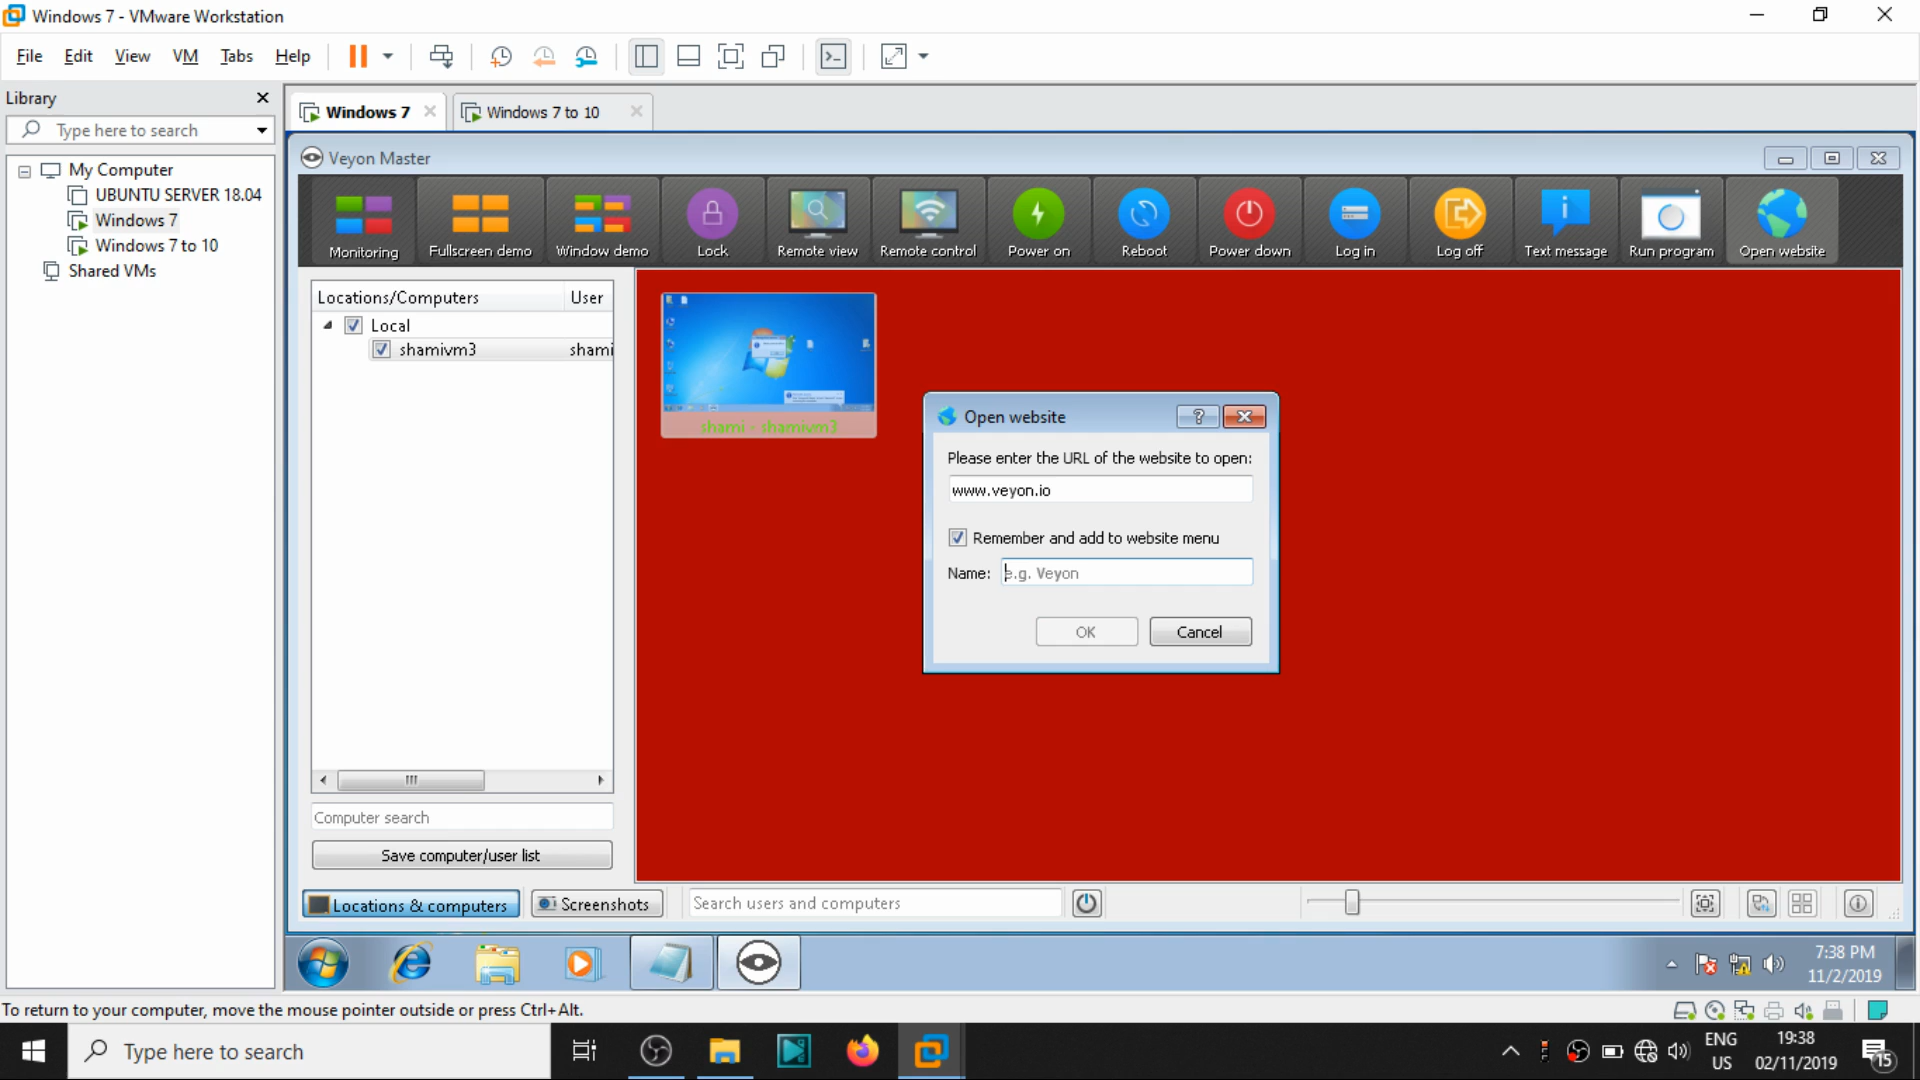 Windows 7 - VMware Workstation
File Edit View VM Tabs Help
Library
Type here to search
My Computer
UBUNTU SERVER 18.04
Windows 7
Windows 7 to 10
Shared VMs
Windows 7
Windows 7 to 10
Veyon Master
Monitoring Fullscreen demo Window demo Lock Remote view Remote control Power on Reboot Power down Log in Log off Text message Run program Open website
Locations/Computers User
Local
shamivm3 shami
shami - shamivm3
Open website
Please enter the URL of the website to open:
www.veyon.io
Remember and add to website menu
Name: e.g. Veyon
OK Cancel
Computer search
Save computer/user list
Locations & computers Screenshots Search users and computers
7:38 PM
11/2/2019
To return to your computer, move the mouse pointer outside or press Ctrl+Alt.
Type here to search
ENG
US
19:38
02/11/2019
15